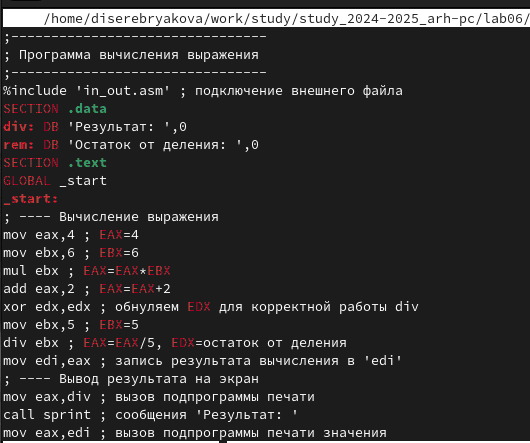 /home/diserebryakova/work/study/study_2024-2025_arh-pc/lab06/
;--------------------------------
; Программа вычисления выражения
;--------------------------------
%include 'in_out.asm' ; подключение внешнего файла
SECTION .data
div: DB 'Результат: ',0
rem: DB 'Остаток от деления: ',0
SECTION .text
GLOBAL _start
_start:
; ---- Вычисление выражения
mov eax,4 ; EAX=4
mov ebx,6 ; EBX=6
mul ebx ; EAX=EAX*EBX
add eax,2 ; EAX=EAX+2
xor edx,edx ; обнуляем EDX для корректной работы div
mov ebx,5 ; EBX=5
div ebx ; EAX=EAX/5, EDX=остаток от деления
mov edi,eax ; запись результата вычисления в 'edi'
; ---- Вывод результата на экран
mov eax,div ; вызов подпрограммы печати
call sprint ; сообщения 'Результат: '
mov eax,edi ; вызов подпрограммы печати значения